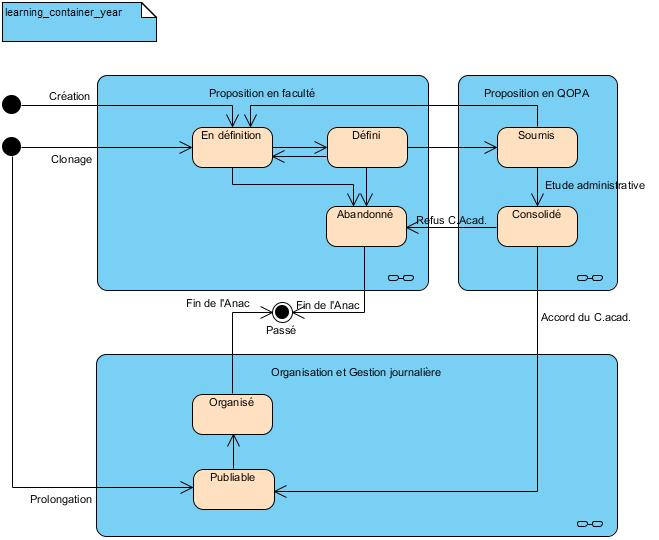 learning_container_year
Création
Proposition en faculté
Proposition en QOPA
En définition
Défini
Soumis
Clonage
Etude administrative
Abandonné
Refus C.Acad.
Consolidé
Fin de l'Anac
Fin de l'Anac
Passé
Accord du C.acad.
Organisation et Gestion journalière
Organisé
Publiable
Prolongation